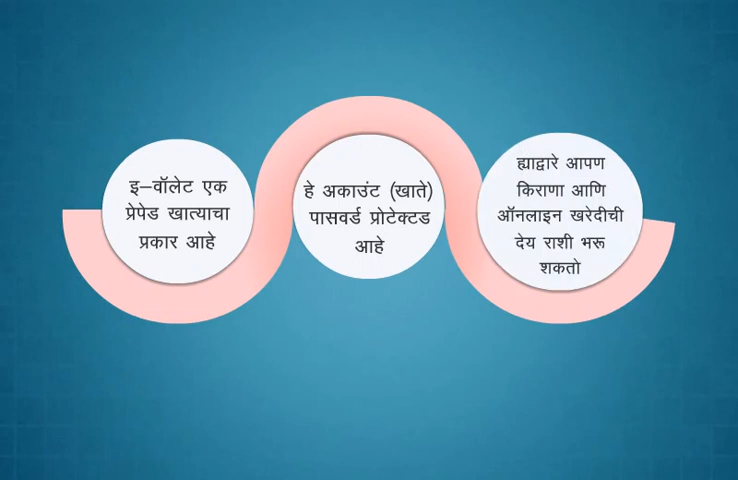 इ–वॉलेट एक
प्रेपेड खात्याचा
प्रकार आहे
हे अकाउंट (खाते)
पासवर्ड प्रोटेक्टड
आहे
ह्याद्वारे आपण
किराणा आणि
ऑनलाइन खरेदीची
देय राशी भरू
शकतो